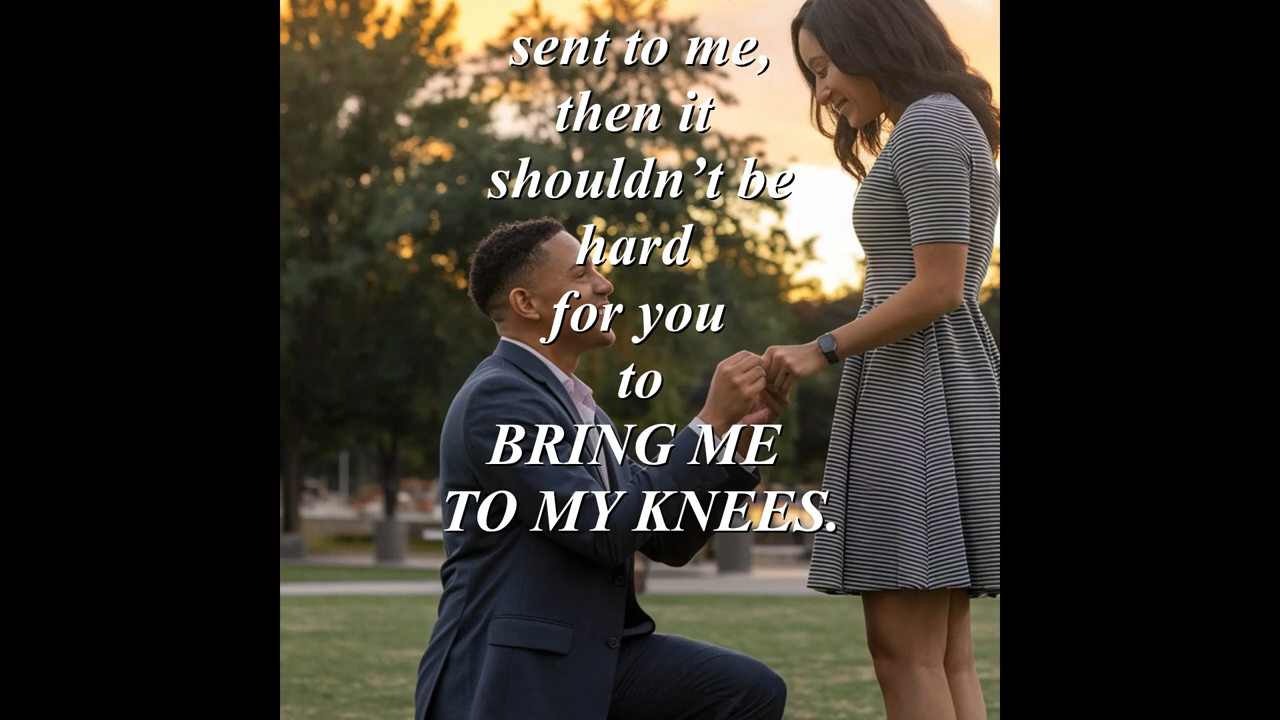 sent to me,
then it
shouldn’t be
hard
for you
to
BRING ME
TO MY KNEES.